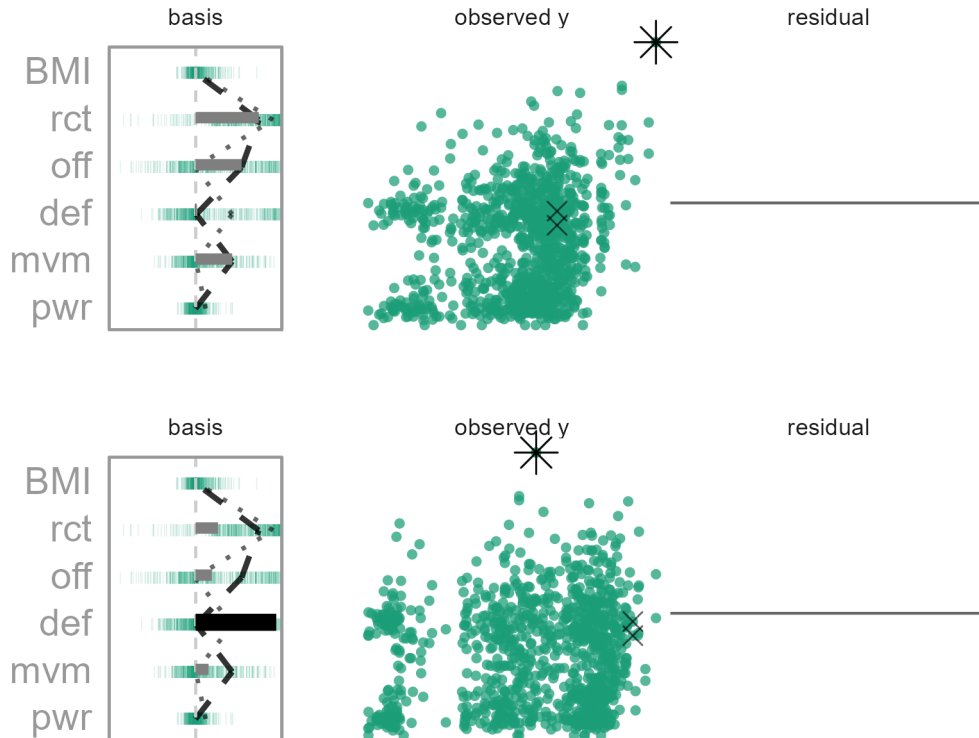 basis observed y residual
BMI
rct
off
def
mvm
pwr
basis observed y residual
BMI
rct
off
def
mvm
pwr